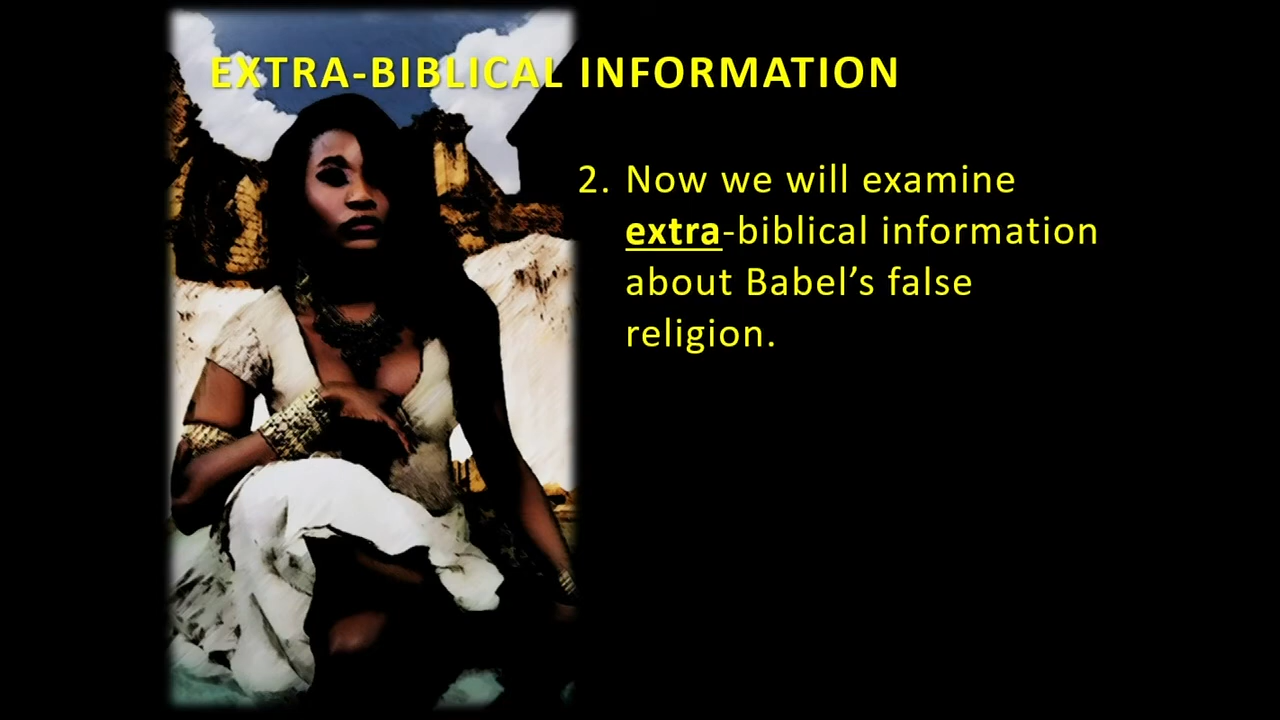 EXTRA-BIBLICAL INFORMATION
2. Now we will examine
extra-biblical information
about Babel’s false
religion.